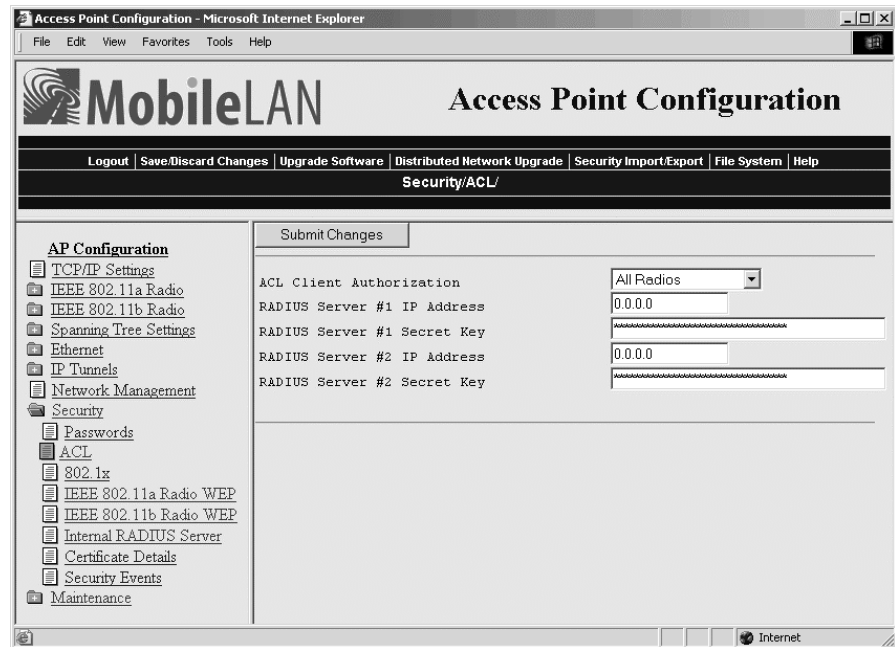 Access Point Configuration - Microsoft Internet Explorer
File Edit View Favorites Tools Help
MobileLAN
Access Point Configuration
Logout | Save/Discard Changes | Upgrade Software | Distributed Network Upgrade | Security Import/Export | File System | Help
Security/ACL/
AP Configuration
TCP/IP Settings
IEEE 802.11a Radio
IEEE 802.11b Radio
Spanning Tree Settings
Ethernet
IP Tunnels
Network Management
Security
Passwords
ACL
802.1x
IEEE 802.11a Radio WEP
IEEE 802.11b Radio WEP
Internal RADIUS Server
Certificate Details
Security Events
Maintenance
Submit Changes
ACL Client Authorization All Radios
RADIUS Server #1 IP Address 0.0.0.0
RADIUS Server #1 Secret Key ********************************
RADIUS Server #2 IP Address 0.0.0.0
RADIUS Server #2 Secret Key ********************************
Internet